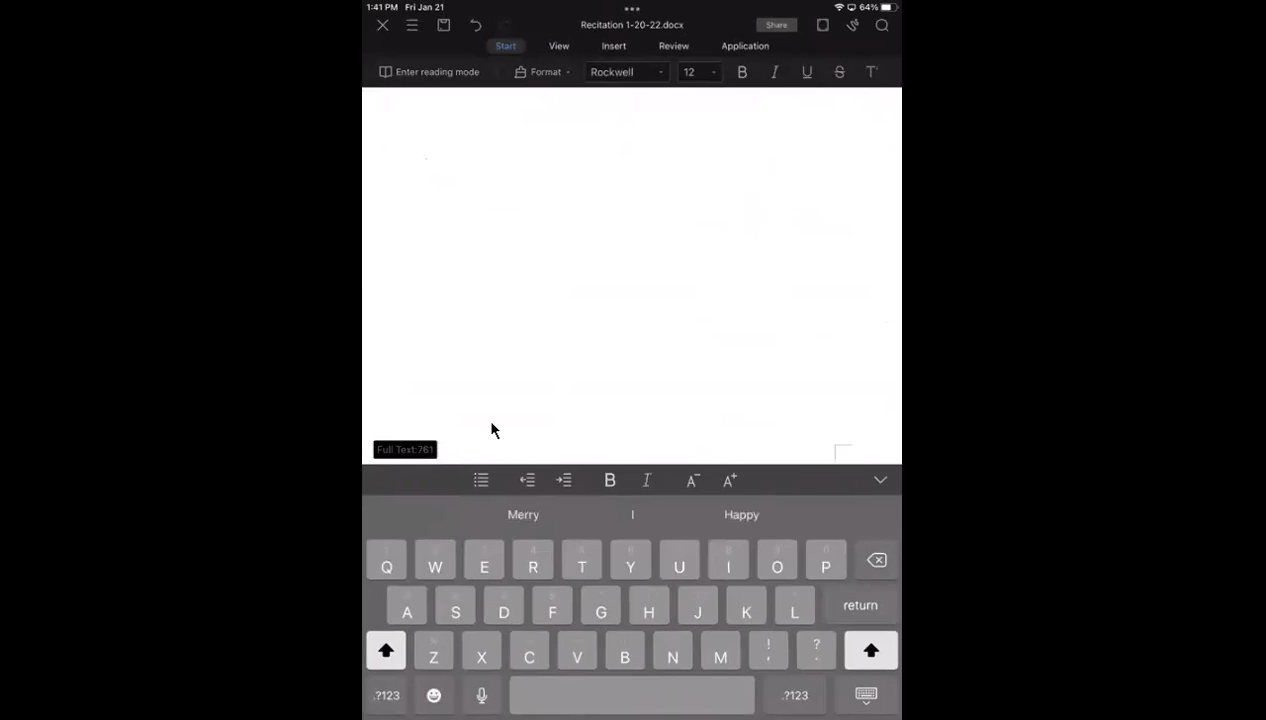 1:41 PM Fri Jan 21 64%
Recitation 1-20-22.docx Share
Start View Insert Review Application
Enter reading mode Format Rockwell 12 B I U S T
Full Text:761
B I A- A+
Merry I Happy
Q W E R T Y U I O P
A S D F G H J K L return
Z X C V B N M ! , ? .
.?123 .?123